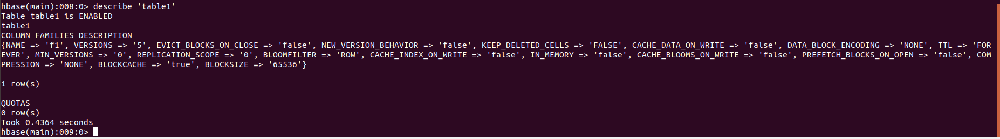 hbase(main):008:0> describe 'table1'
Table table1 is ENABLED
table1
COLUMN FAMILIES DESCRIPTION
{NAME => 'f1', VERSIONS => '5', EVICT_BLOCKS_ON_CLOSE => 'false', NEW_VERSION_BEHAVIOR => 'false', KEEP_DELETED_CELLS => 'FALSE', CACHE_DATA_ON_WRITE => 'false', DATA_BLOCK_ENCODING => 'NONE', TTL => 'FOR
EVER', MIN_VERSIONS => '0', REPLICATION_SCOPE => '0', BLOOMFILTER => 'ROW', CACHE_INDEX_ON_WRITE => 'false', IN_MEMORY => 'false', CACHE_BLOOMS_ON_WRITE => 'false', PREFETCH_BLOCKS_ON_OPEN => 'false', COM
PRESSION => 'NONE', BLOCKCACHE => 'true', BLOCKSIZE => '65536'}
1 row(s)
QUOTAS
0 row(s)
Took 0.4364 seconds
hbase(main):009:0>